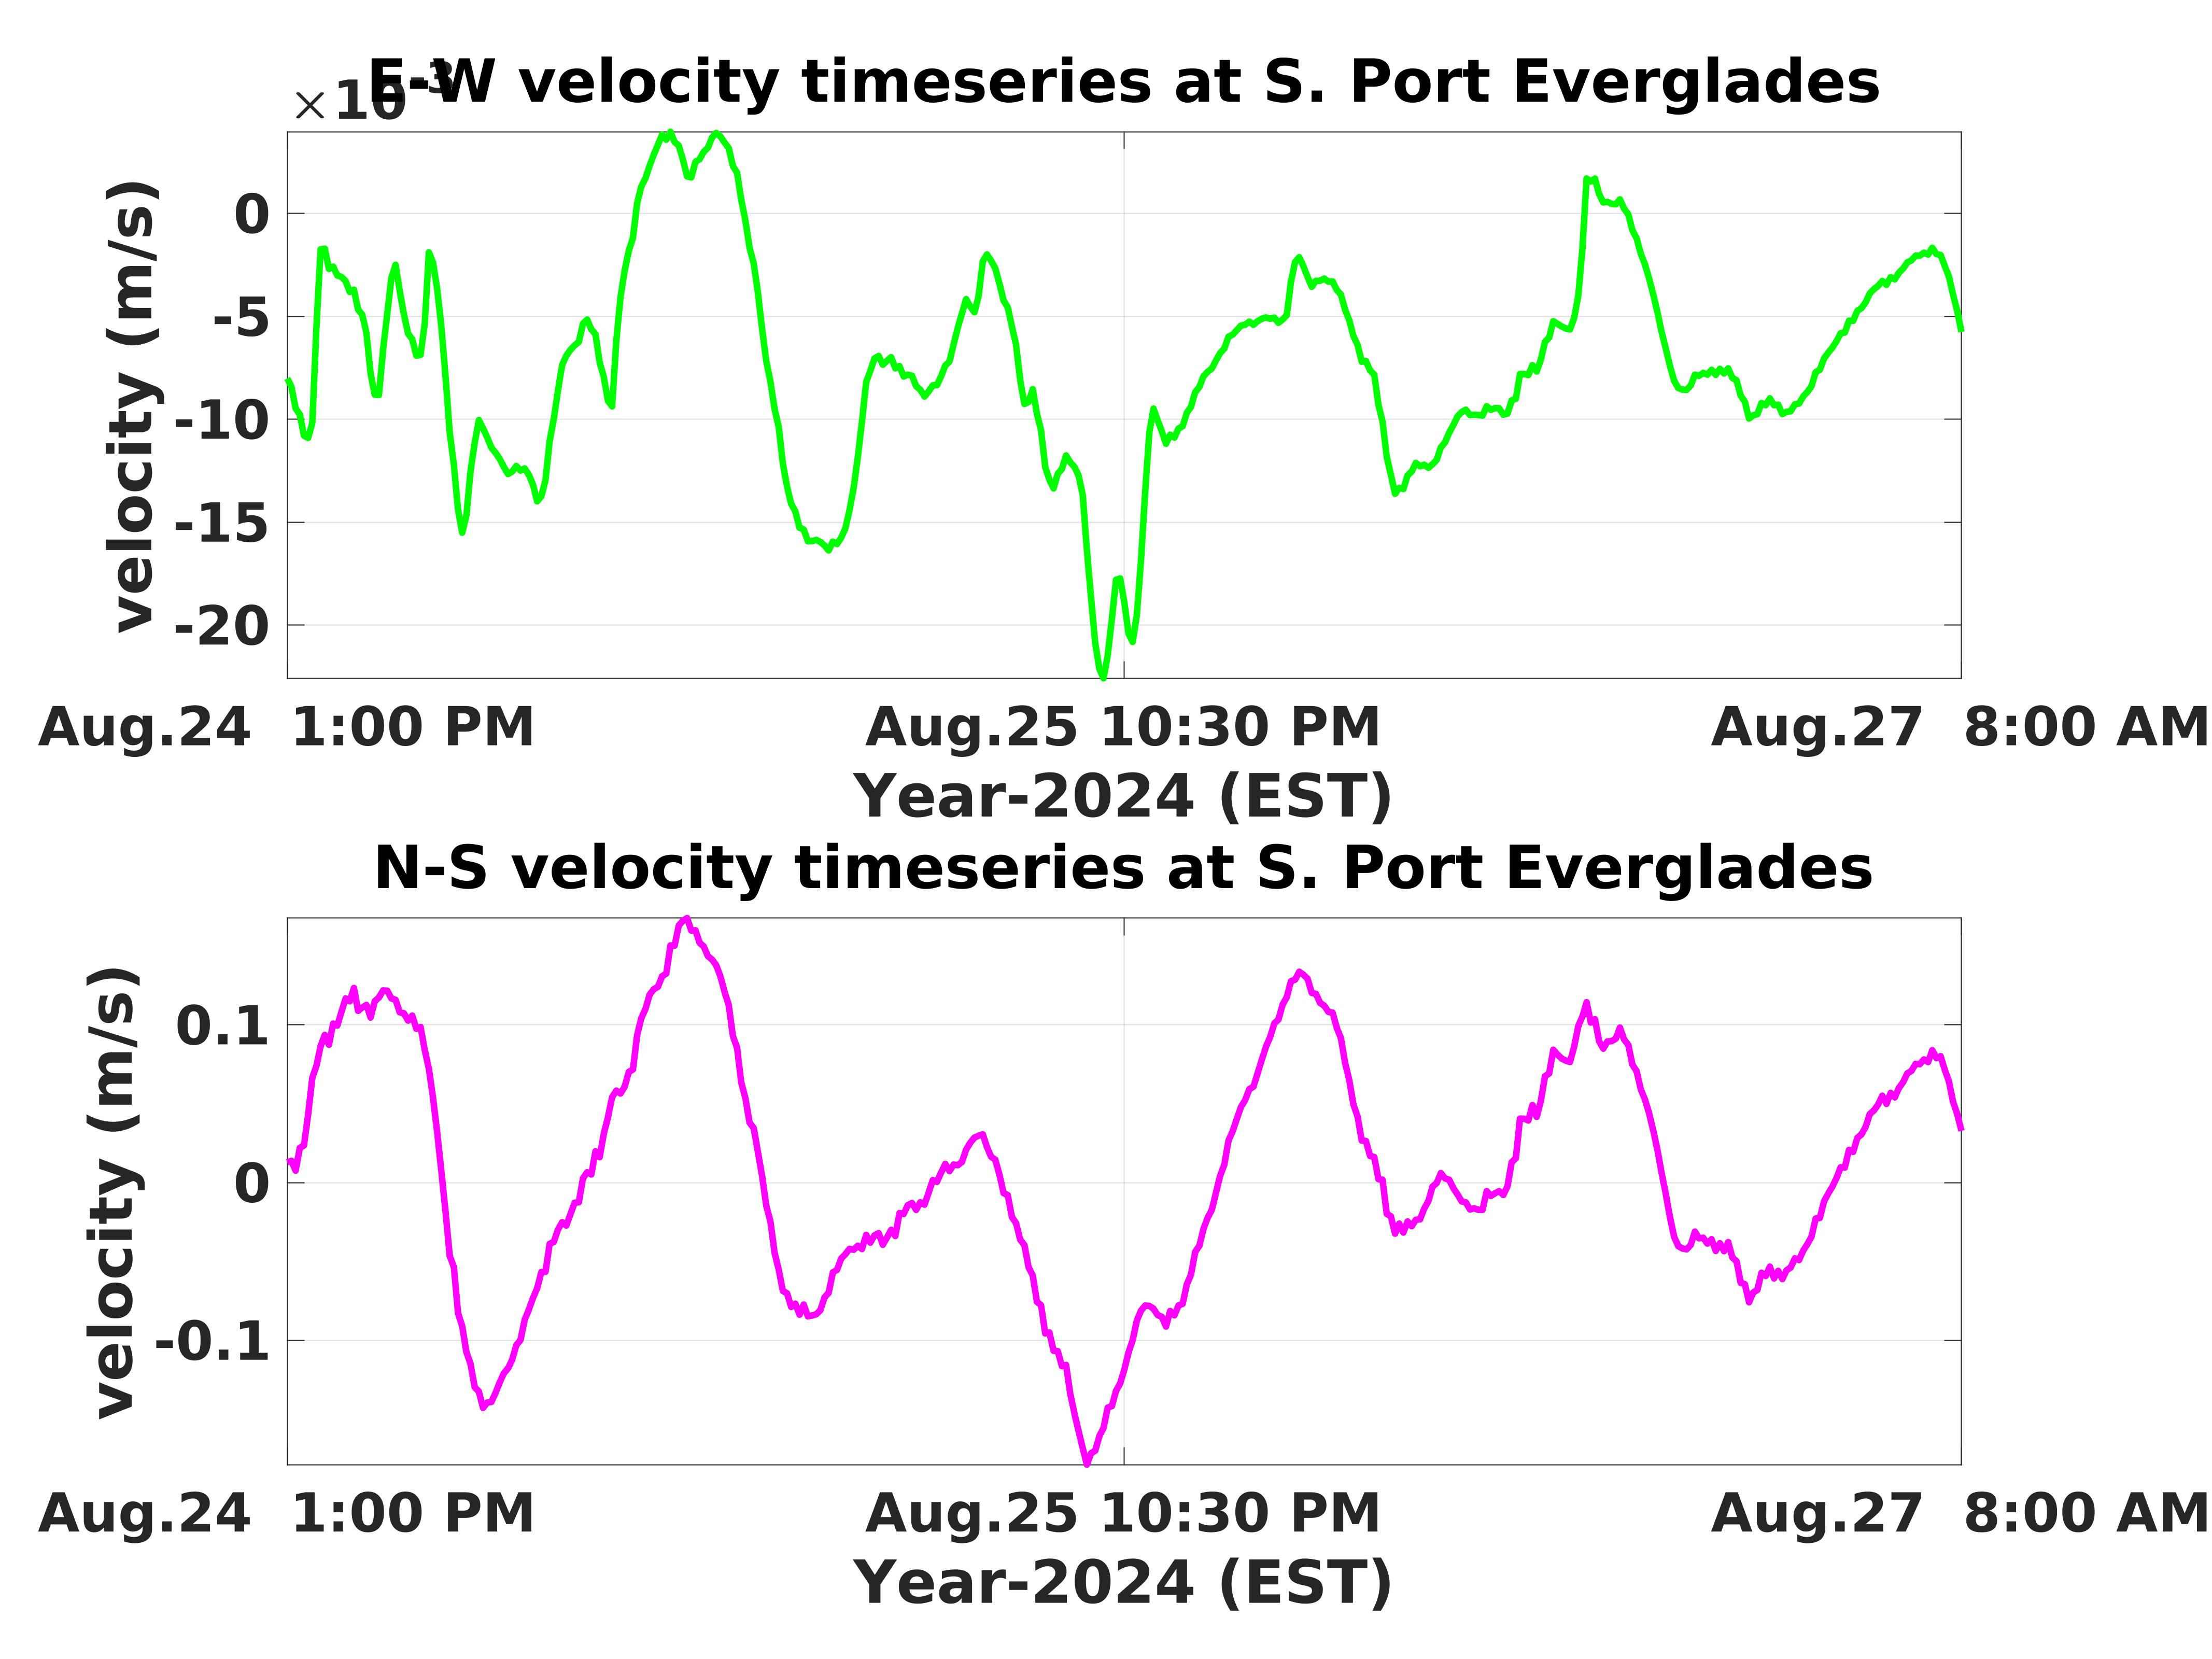 ×10-3
E-W velocity timeseries at S. Port Everglades
velocity (m/s)
0
-5
-10
-15
-20
Aug.24 1:00 PM Aug.25 10:30 PM Aug.27 8:00 AM
Year-2024 (EST)
N-S velocity timeseries at S. Port Everglades
velocity (m/s)
0.1
0
-0.1
Aug.24 1:00 PM Aug.25 10:30 PM Aug.27 8:00 AM
Year-2024 (EST)